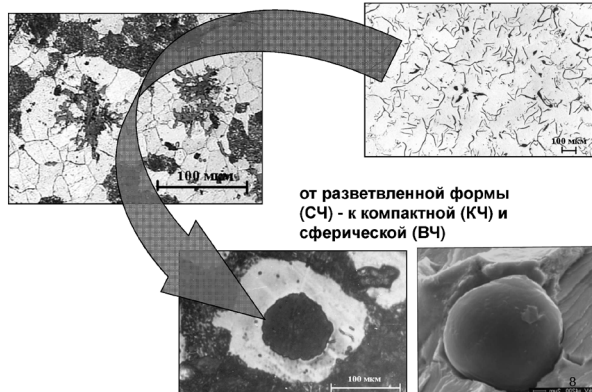 100 мкм
100 мкм
от разветвленной формы
(СЧ) - к компактной (КЧ) и
сферической (ВЧ)
100 мкм
8